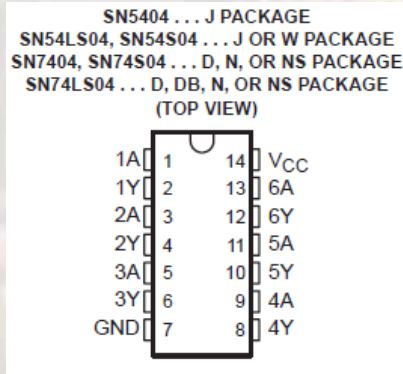 SN5404 . . . J PACKAGE
SN54LS04, SN54S04 . . . J OR W PACKAGE
SN7404, SN74S04 . . . D, N, OR NS PACKAGE
SN74LS04 . . . D, DB, N, OR NS PACKAGE
(TOP VIEW)
1A 1 14 VCC
1Y 2 13 6A
2A 3 12 6Y
2Y 4 11 5A
3A 5 10 5Y
3Y 6 9 4A
GND 7 8 4Y